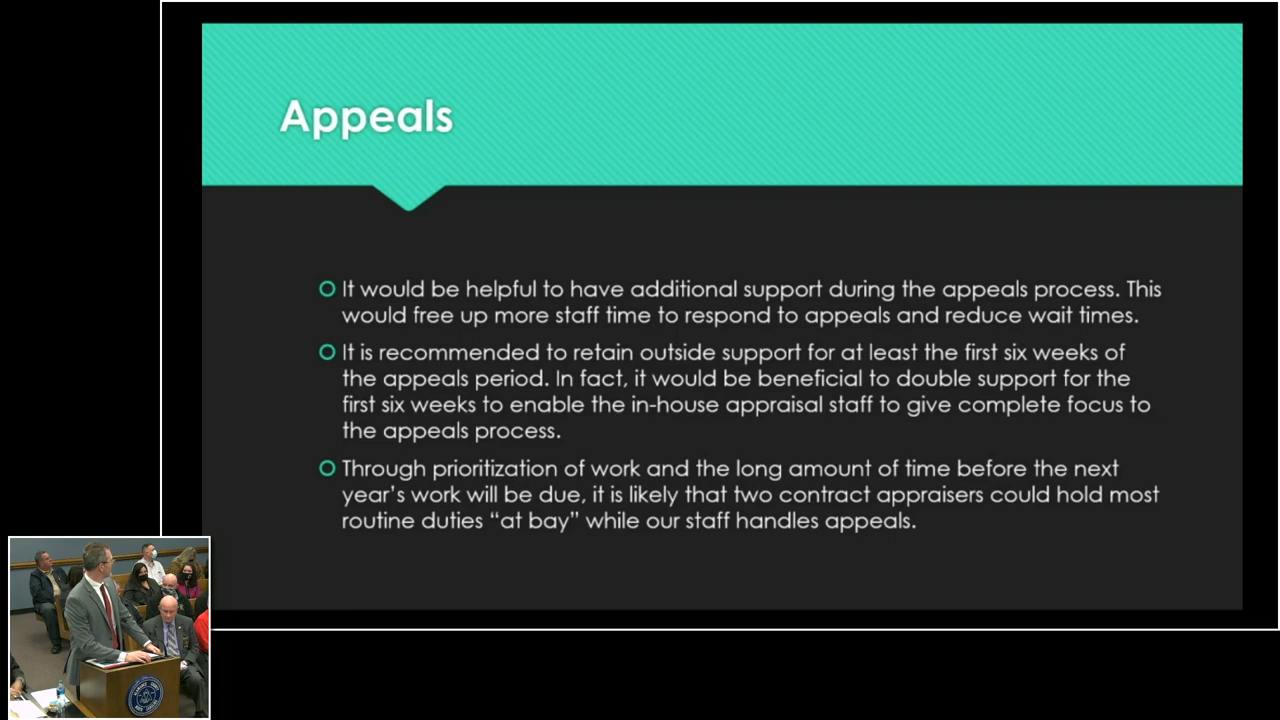 Appeals
It would be helpful to have additional support during the appeals process. This
would free up more staff time to respond to appeals and reduce wait times.
It is recommended to retain outside support for at least the first six weeks of
the appeals period. In fact, it would be beneficial to double support for the
first six weeks to enable the in-house appraisal staff to give complete focus to
the appeals process.
Through prioritization of work and the long amount of time before the next
year's work will be due, it is likely that two contract appraisers could hold most
routine duties “at bay” while our staff handles appeals.